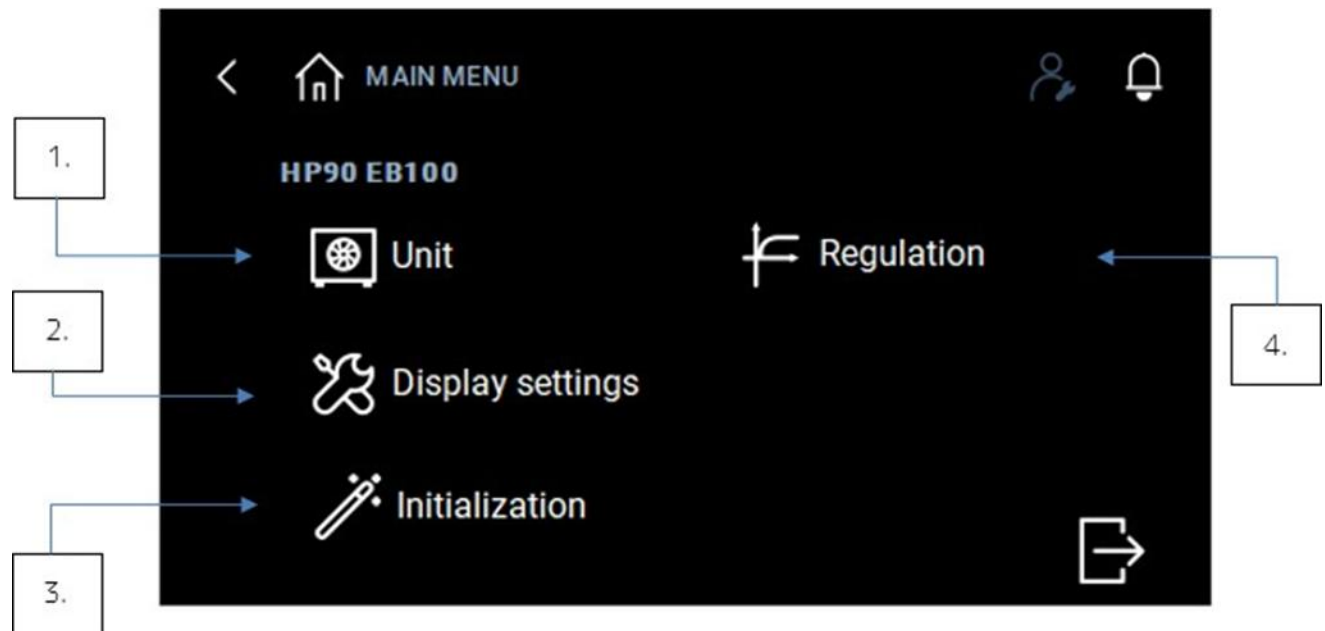 MAIN MENU
1.
HP90 EB100
Unit
Regulation
2.
4.
Display settings
Initialization
3.